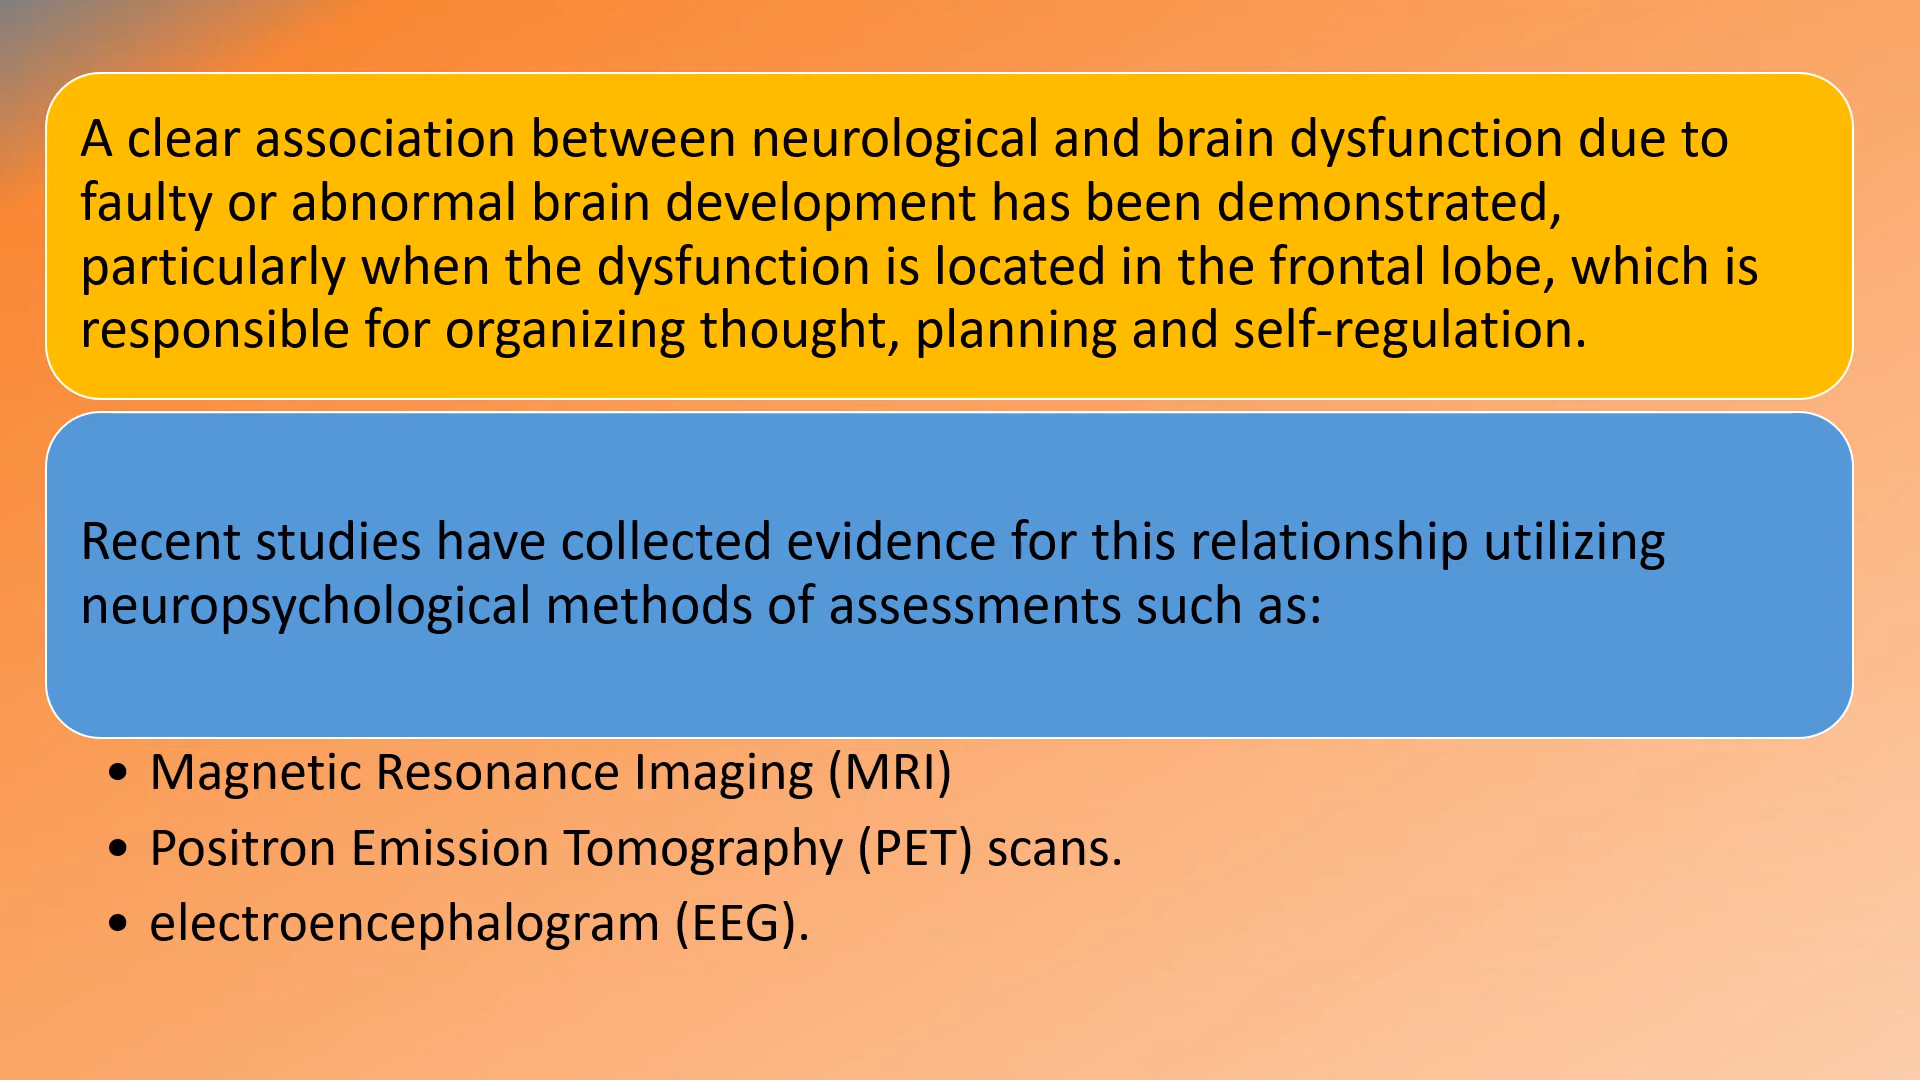 A clear association between neurological and brain dysfunction due to
faulty or abnormal brain development has been demonstrated,
particularly when the dysfunction is located in the frontal lobe, which is
responsible for organizing thought, planning and self-regulation.
Recent studies have collected evidence for this relationship utilizing
neuropsychological methods of assessments such as:
• Magnetic Resonance Imaging (MRI)
• Positron Emission Tomography (PET) scans.
• electroencephalogram (EEG).